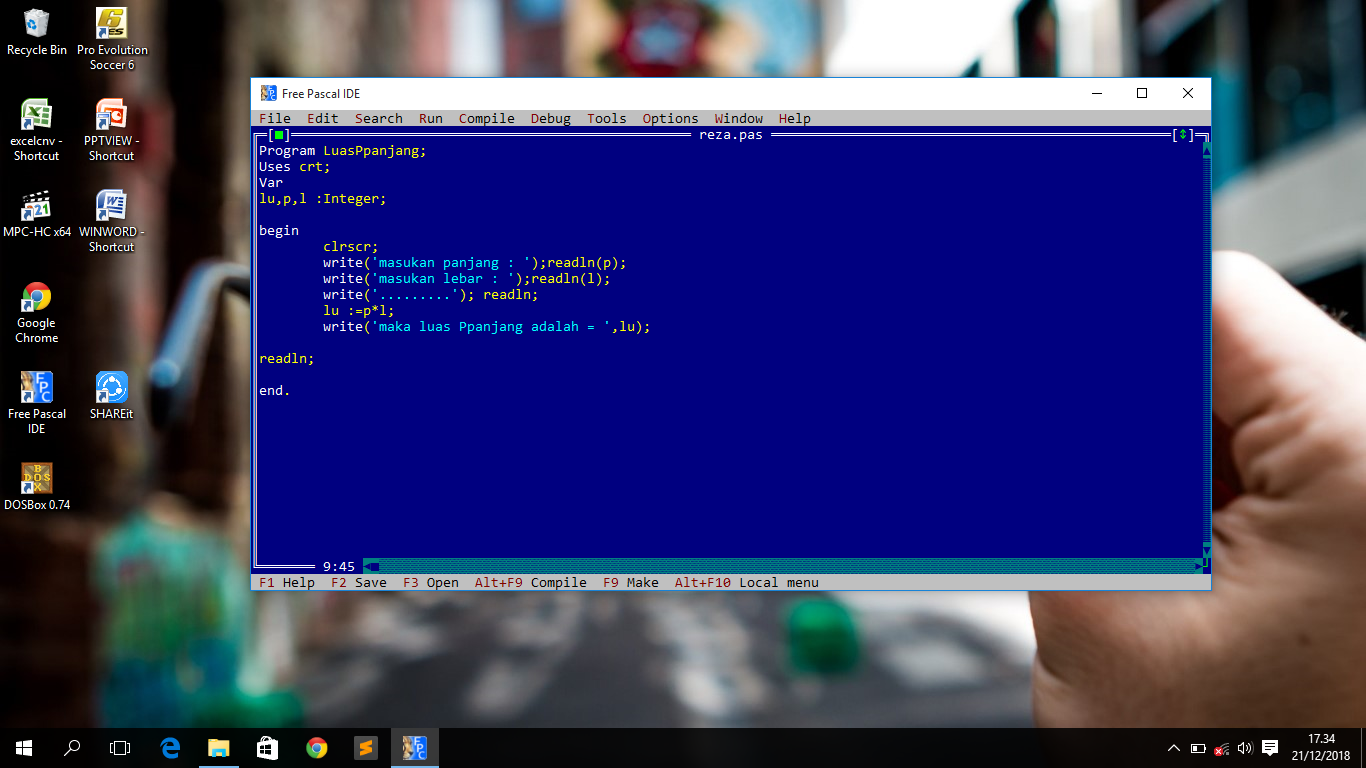 Recycle Bin
Pro Evolution
Soccer 6
excelcnv -
Shortcut
PPTVIEW -
Shortcut
MPC-HC x64
WINWORD -
Shortcut
Google
Chrome
Free Pascal
IDE
SHAREit
DOSBox 0.74
Free Pascal IDE
File Edit Search Run Compile Debug Tools Options Window Help
reza.pas
Program LuasPpanjang;
Uses crt;
Var
lu,p,l :Integer;
begin
clrscr;
write('masukan panjang : ');readln(p);
write('masukan lebar : ');readln(l);
write('.........'); readln;
lu :=p*l;
write('maka luas Ppanjang adalah = ',lu);
readln;
end.
9:45
F1 Help F2 Save F3 Open Alt+F9 Compile F9 Make Alt+F10 Local menu
17.34
21/12/2018